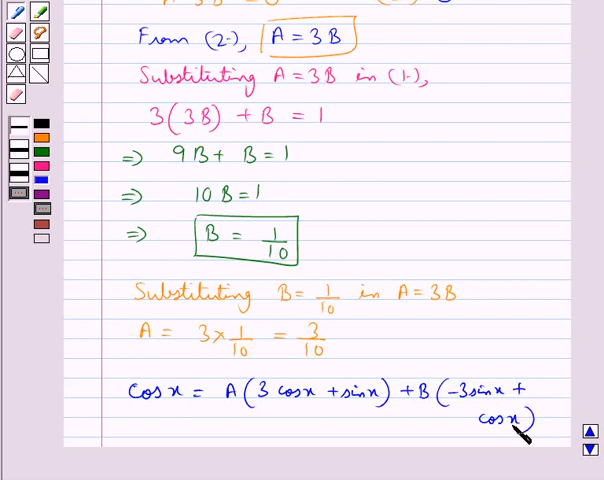 From (2), A = 3B
Substituting A = 3B in (1),
3(3B) + B = 1
⇒ 9B + B = 1
⇒ 10B = 1
⇒ B = 1/10
Substituting B = 1/10 in A = 3B
A = 3 × 1/10 = 3/10
Cos x = A(3 cos x + sin x) + B(-3 sin x +
cos x)